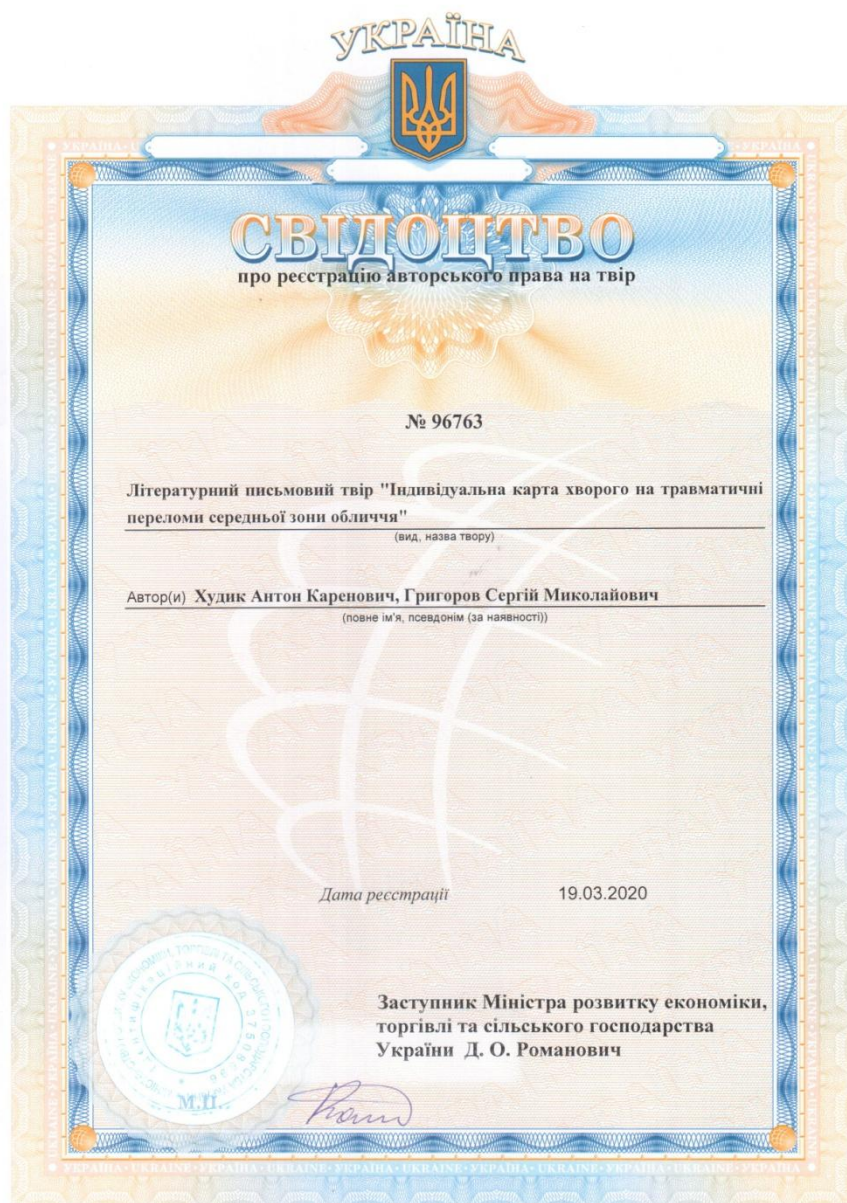 УКРАЇНА
СВІДОЦТВО
про реєстрацію авторського права на твір
№ 96763
Літературний письмовий твір "Індивідуальна карта хворого на травматичні
переломи середньої зони обличчя"
(вид, назва твору)
Автор(и) Худик Антон Каренович, Григоров Сергій Миколайович
(повне ім'я, псевдонім (за наявності))
Дата реєстрації 19.03.2020
Заступник Міністра розвитку економіки,
торгівлі та сільського господарства
України Д. О. Романович
М.П.